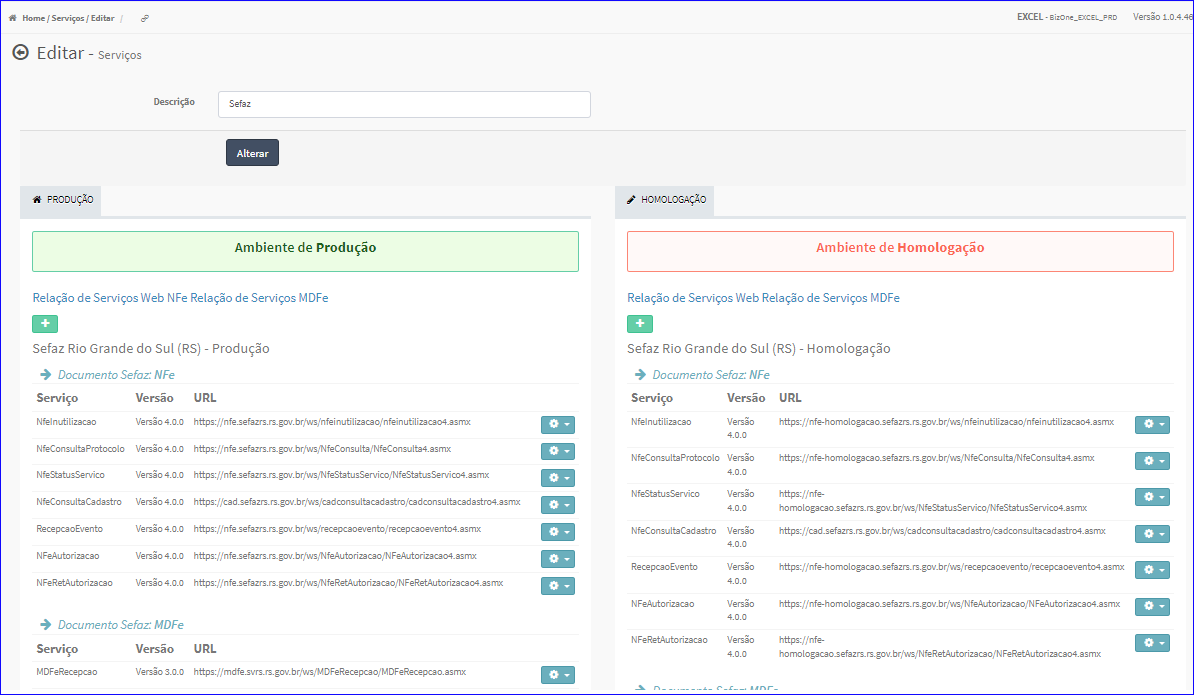 Home / Serviços / Editar /
EXCEL - BizOne_EXCEL_PRD Versão 1.0.4.46
Editar - Serviços
Descrição Sefaz
Alterar
PRODUÇÃO
Ambiente de Produção
Relação de Serviços Web NFe Relação de Serviços MDFe
+
Sefaz Rio Grande do Sul (RS) - Produção
Documento Sefaz: NFe
Serviço Versão URL
NfeInutilizacao Versão 4.0.0 https://nfe.sefazrs.rs.gov.br/ws/nfeinutilizacao/nfeinutilizacao4.asmx
NfeConsultaProtocolo Versão 4.0.0 https://nfe.sefazrs.rs.gov.br/ws/NfeConsulta/NfeConsulta4.asmx
NfeStatusServico Versão 4.0.0 https://nfe.sefazrs.rs.gov.br/ws/NfeStatusServico/NfeStatusServico4.asmx
NfeConsultaCadastro Versão 4.0.0 https://cad.sefazrs.rs.gov.br/ws/cadconsultacadastro/cadconsultacadastro4.asmx
RecepcaoEvento Versão 4.0.0 https://nfe.sefazrs.rs.gov.br/ws/recepcaoevento/recepcaoevento4.asmx
NFeAutorizacao Versão 4.0.0 https://nfe.sefazrs.rs.gov.br/ws/NfeAutorizacao/NFeAutorizacao4.asmx
NFeRetAutorizacao Versão 4.0.0 https://nfe.sefazrs.rs.gov.br/ws/NfeRetAutorizacao/NFeRetAutorizacao4.asmx
Documento Sefaz: MDFe
Serviço Versão URL
MDFeRecepcao Versão 3.0.0 https://mdfe.svrs.rs.gov.br/ws/MDFeRecepcao/MDFeRecepcao.asmx
HOMOLOGAÇÃO
Ambiente de Homologação
Relação de Serviços Web Relação de Serviços MDFe
+
Sefaz Rio Grande do Sul (RS) - Homologação
Documento Sefaz: NFe
Serviço Versão URL
NfeInutilizacao Versão https://nfe-homologacao.sefazrs.rs.gov.br/ws/nfeinutilizacao/nfeinutilizacao4.asmx
4.0.0
NfeConsultaProtocolo Versão https://nfe-homologacao.sefazrs.rs.gov.br/ws/NfeConsulta/NfeConsulta4.asmx
4.0.0
NfeStatusServico Versão https://nfe-
4.0.0 homologacao.sefazrs.rs.gov.br/ws/NfeStatusServico/NfeStatusServico4.asmx
NfeConsultaCadastro Versão https://cad.sefazrs.rs.gov.br/ws/cadconsultacadastro/cadconsultacadastro4.asmx
4.0.0
RecepcaoEvento Versão https://nfe-homologacao.sefazrs.rs.gov.br/ws/recepcaoevento/recepcaoevento4.asmx
4.0.0
NFeAutorizacao Versão https://nfe-homologacao.sefazrs.rs.gov.br/ws/NfeAutorizacao/NFeAutorizacao4.asmx
4.0.0
NFeRetAutorizacao Versão https://nfe-
4.0.0 homologacao.sefazrs.rs.gov.br/ws/NfeRetAutorizacao/NFeRetAutorizacao4.asmx
Documento Sefaz: MDFe